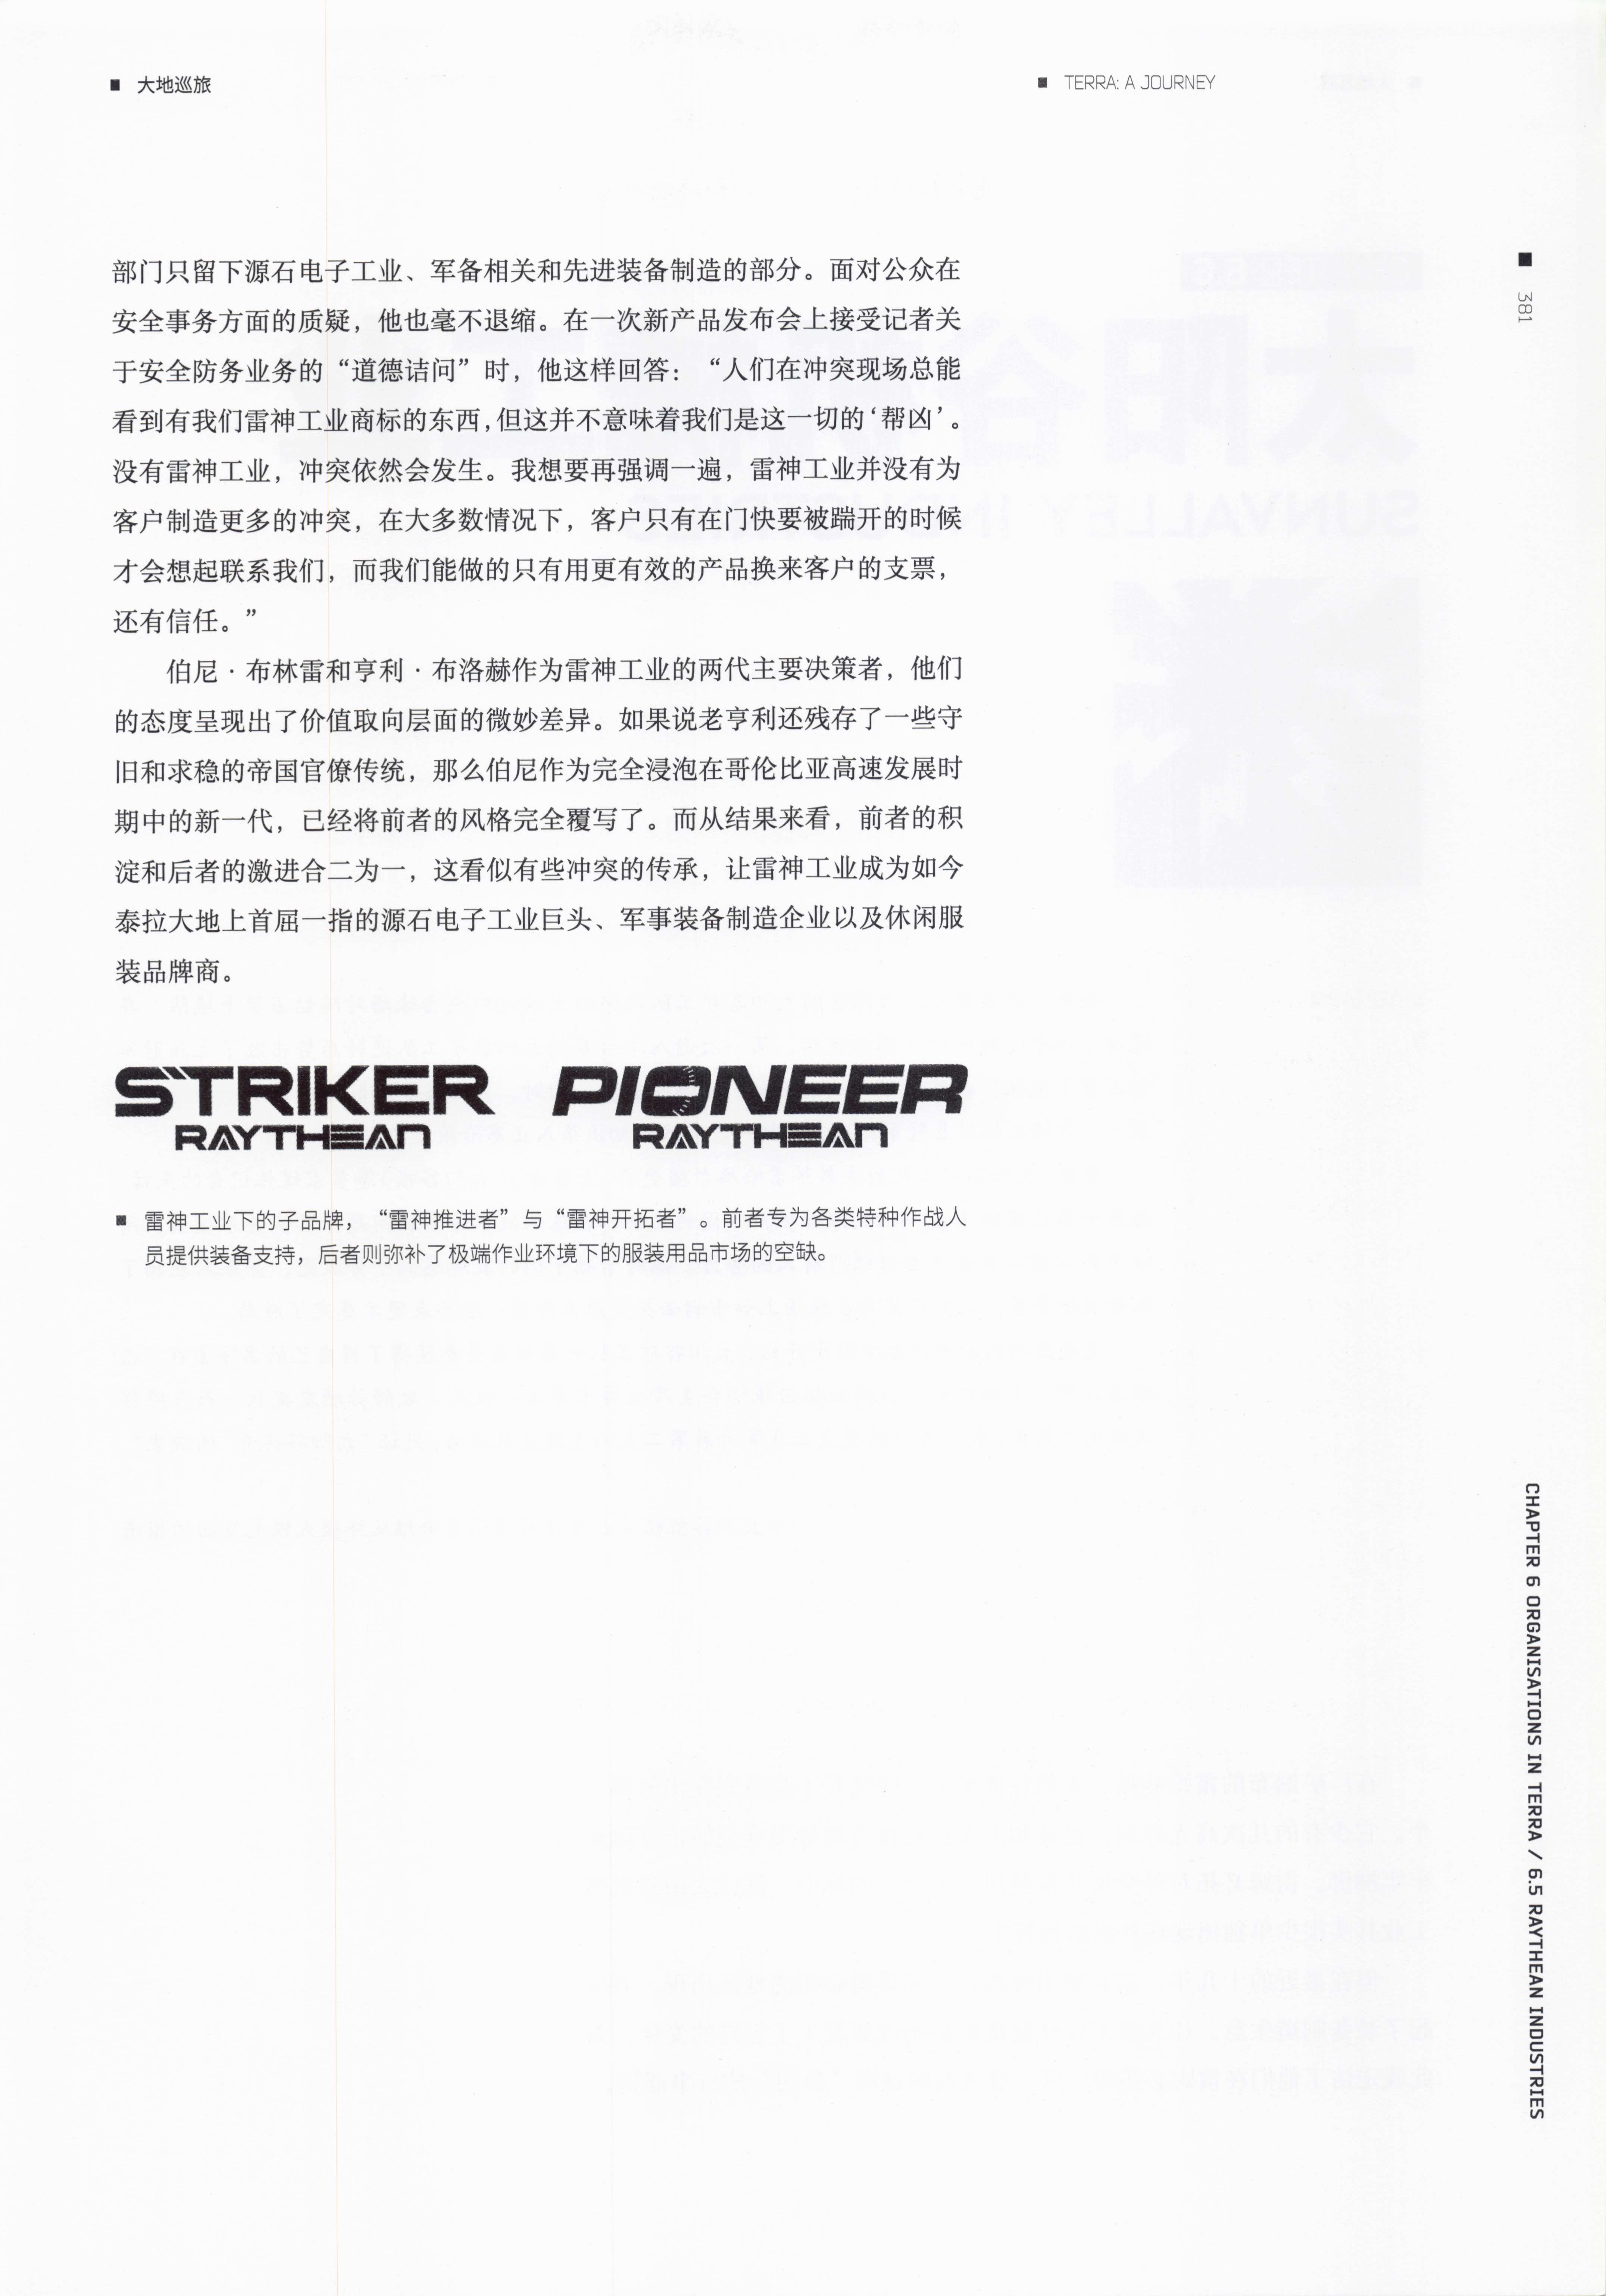 大地巡旅
TERRA: A JOURNEY
381
部门只留下源石电子工业、军备相关和先进装备制造的部分。面对公众在
安全事务方面的质疑，他也毫不退缩。在一次新产品发布会上接受记者关
于安全防务业务的“道德诘问”时，他这样回答：“人们在冲突现场总能
看到有我们雷神工业商标的东西，但这并不意味着我们是这一切的‘帮凶’。
没有雷神工业，冲突依然会发生。我想要再强调一遍，雷神工业并没有为
客户制造更多的冲突，在大多数情况下，客户只有在门快要被踹开的时候
才会想起联系我们，而我们能做的只有用更有效的产品换来客户的支票，
还有信任。”
伯尼·布林雷和亨利·布洛赫作为雷神工业的两代主要决策者，他们
的态度呈现出了价值取向层面的微妙差异。如果说老亨利还残存了一些守
旧和求稳的帝国官僚传统，那么伯尼作为完全浸泡在哥伦比亚高速发展时
期中的新一代，已经将前者的风格完全覆写了。而从结果来看，前者的积
淀和后者的激进合二为一，这看似有些冲突的传承，让雷神工业成为如今
泰拉大地上首屈一指的源石电子工业巨头、军事装备制造企业以及休闲服
装品牌商。
STRIKER
RAYTHEAN
PIONEER
RAYTHEAN
雷神工业下的子品牌，“雷神推进者”与“雷神开拓者”。前者专为各类特种作战人
员提供装备支持，后者则弥补了极端作业环境下的服装用品市场的空缺。
CHAPTER 6 ORGANISATIONS IN TERRA / 6.5 RAYTHEAN INDUSTRIES